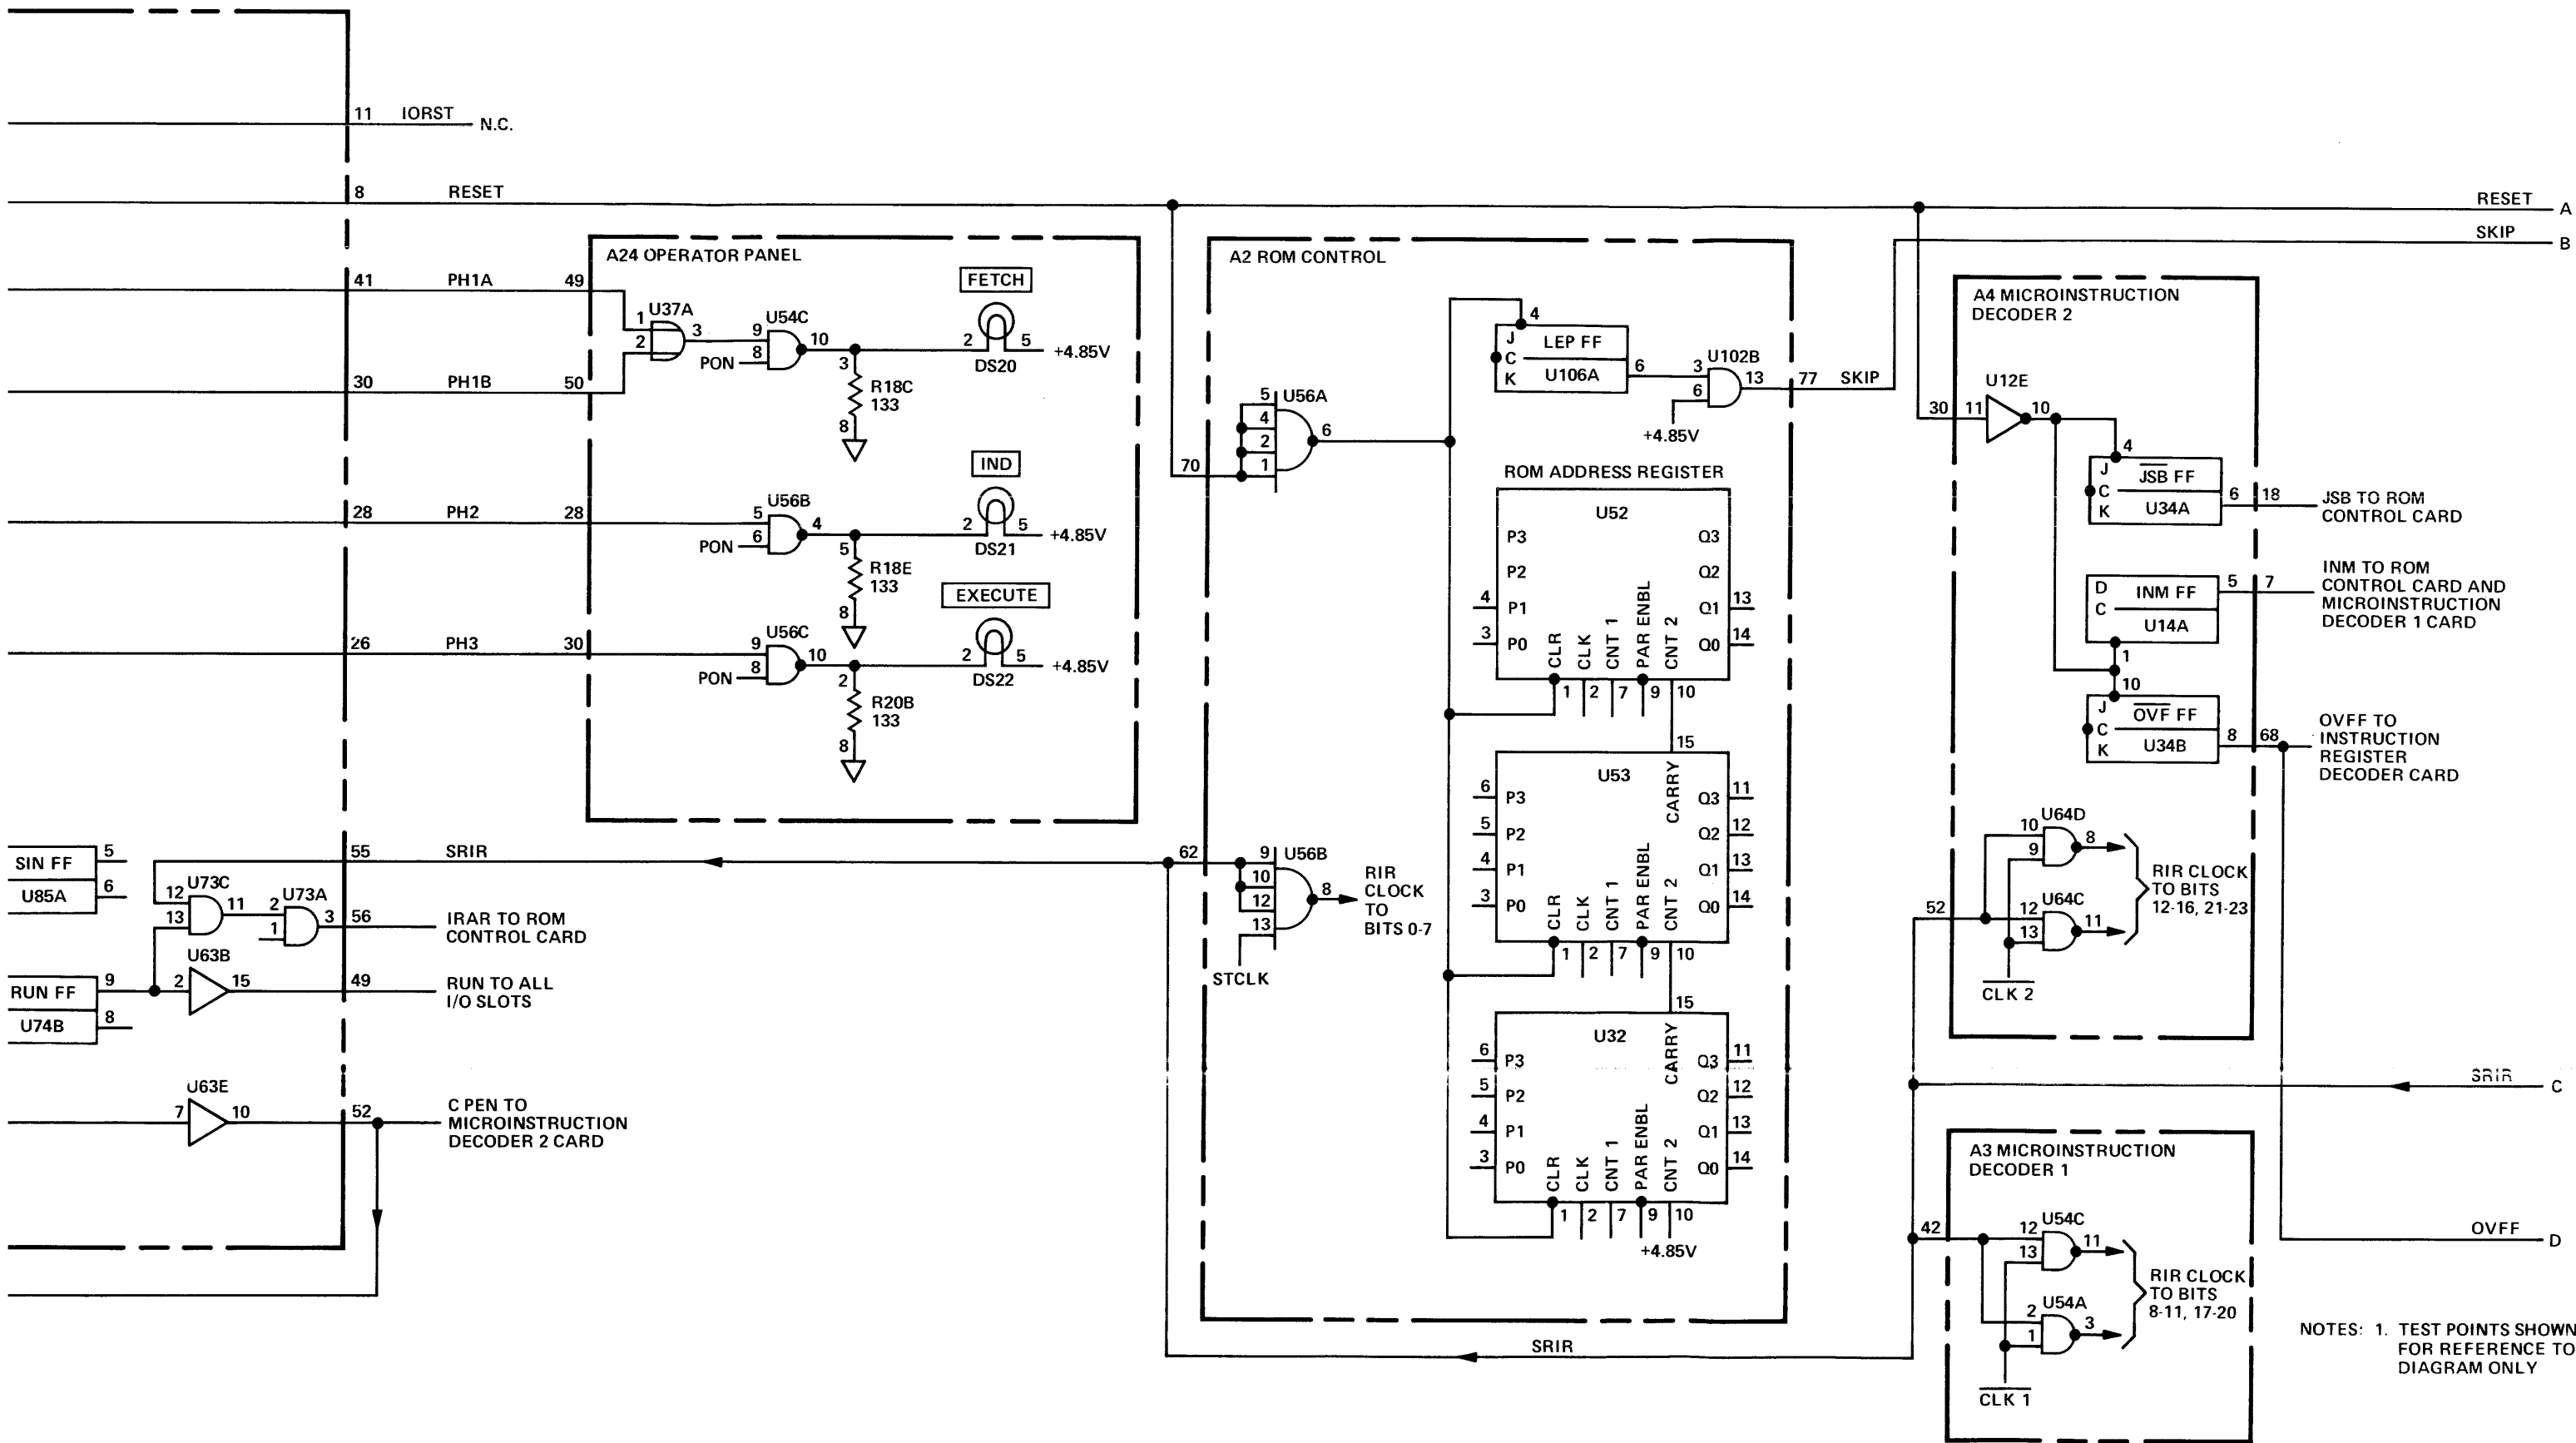 11 IORST
N.C.
8 RESET
RESET A
SKIP B
41 PH1A 49
30 PH1B 50
28 PH2 28
26 PH3 30
A24 OPERATOR PANEL
FETCH
U37A
1
2
3
U54C
9
8
10
PON
2
5
+4.85V
DS20
3
R18C
133
8
IND
U56B
5
6
4
PON
2
5
+4.85V
DS21
5
R18E
133
8
EXECUTE
U56C
9
8
10
PON
2
5
+4.85V
DS22
2
R20B
133
8
A2 ROM CONTROL
4
J
C
K
LEP FF
U106A
6
U102B
3
6
13
77 SKIP
+4.85V
5
4
2
1
U56A
6
70
ROM ADDRESS REGISTER
U52
P3 Q3
P2 Q2
4 P1 Q1 13
3 P0 Q0 14
CLR
CLK
CNT 1
PAR ENBL
CNT 2
1 2 7 9 10
15
U53
CARRY
6 P3 Q3 11
5 P2 Q2 12
4 P1 Q1 13
3 P0 Q0 14
CLR
CLK
CNT 1
PAR ENBL
CNT 2
1 2 7 9 10
15
U32
CARRY
6 P3 Q3 11
5 P2 Q2 12
4 P1 Q1 13
3 P0 Q0 14
CLR
CLK
CNT 1
PAR ENBL
CNT 2
1 2 7 9 10
+4.85V
62
9
10
12
13
U56B
8
STCLK
RIR
CLOCK
TO
BITS 0-7
A4 MICROINSTRUCTION
DECODER 2
U12E
30 11 10
4
J
C
K
JSB FF
U34A
6 18
JSB TO ROM
CONTROL CARD
D
C
INM FF
U14A
5 7
1
INM TO ROM
CONTROL CARD AND
MICROINSTRUCTION
DECODER 1 CARD
10
J
C
K
OVF FF
U34B
8 68
OVFF TO
INSTRUCTION
REGISTER
DECODER CARD
U64D
10
9
8
U64C
12
13
11
52
CLK 2
RIR CLOCK
TO BITS
12-16, 21-23
SRIR C
A3 MICROINSTRUCTION
DECODER 1
42
U54C
12
13
11
U54A
2
1
3
CLK 1
RIR CLOCK
TO BITS
8-11, 17-20
OVFF D
SRIR
NOTES: 1. TEST POINTS SHOWN
FOR REFERENCE TO
DIAGRAM ONLY
SIN FF 5
U85A 6
55 SRIR
U73C
12
13
11
U73A
2
1
3
56
IRAR TO ROM
CONTROL CARD
RUN FF 9
U74B 8
U63B
2
15
49
RUN TO ALL
I/O SLOTS
U63E
7
10
52
C PEN TO
MICROINSTRUCTION
DECODER 2 CARD